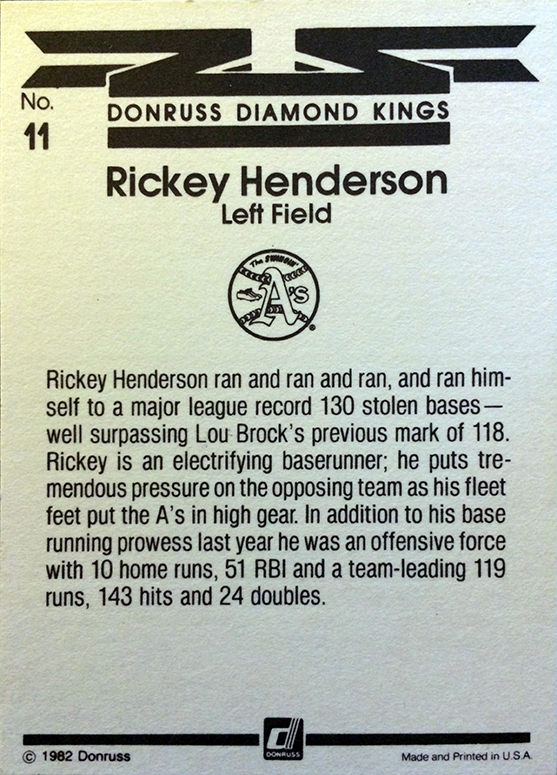 No.
11
DONRUSS DIAMOND KINGS
Rickey Henderson
Left Field
The SWINGIN'
A's
®
Rickey Henderson ran and ran and ran, and ran him-
self to a major league record 130 stolen bases—
well surpassing Lou Brock's previous mark of 118.
Rickey is an electrifying baserunner; he puts tre-
mendous pressure on the opposing team as his fleet
feet put the A's in high gear. In addition to his base
running prowess last year he was an offensive force
with 10 home runs, 51 RBI and a team-leading 119
runs, 143 hits and 24 doubles.
DONRUSS
© 1982 Donruss
Made and Printed in U.S.A.